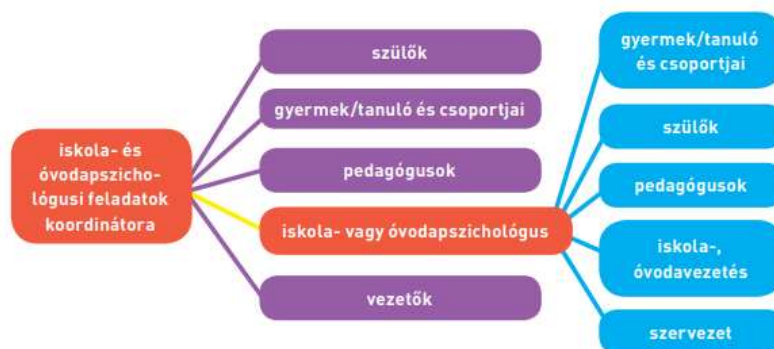 iskola- és
óvodapszicho-
lógusi feladatok
koordinátora
szülők
gyermek/tanuló és csoportjai
pedagógusok
iskola- vagy óvodapszichológus
vezetők
gyermek/tanuló
és csoportjai
szülők
pedagógusok
iskola-,
óvodavezetés
szervezet